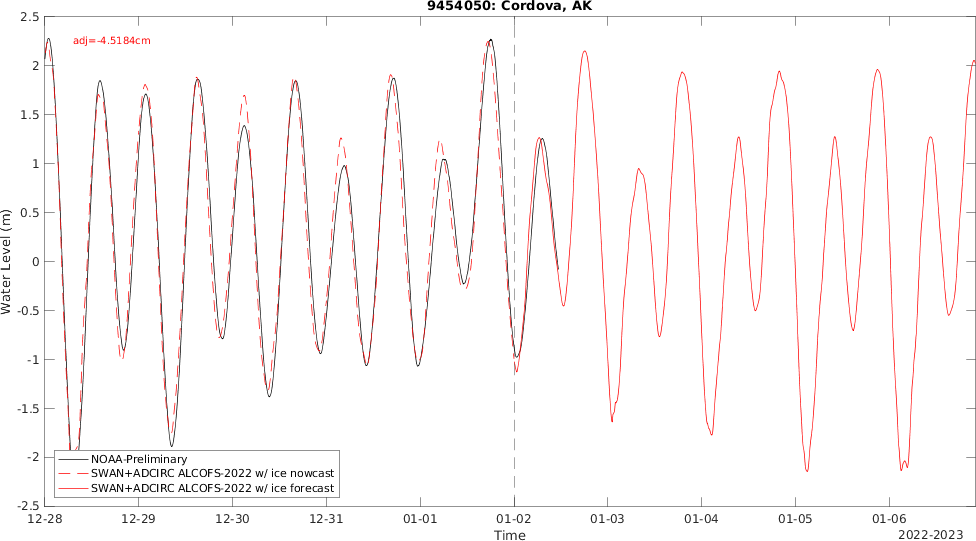 9454050: Cordova, AK
adj=-4.5184cm
Water Level (m)
2.5
2
1.5
1
0.5
0
-0.5
-1
-1.5
-2
-2.5
NOAA-Preliminary
SWAN+ADCIRC ALCOFS-2022 w/ ice nowcast
SWAN+ADCIRC ALCOFS-2022 w/ ice forecast
12-28 12-29 12-30 12-31 01-01 01-02 01-03 01-04 01-05 01-06
Time
2022-2023